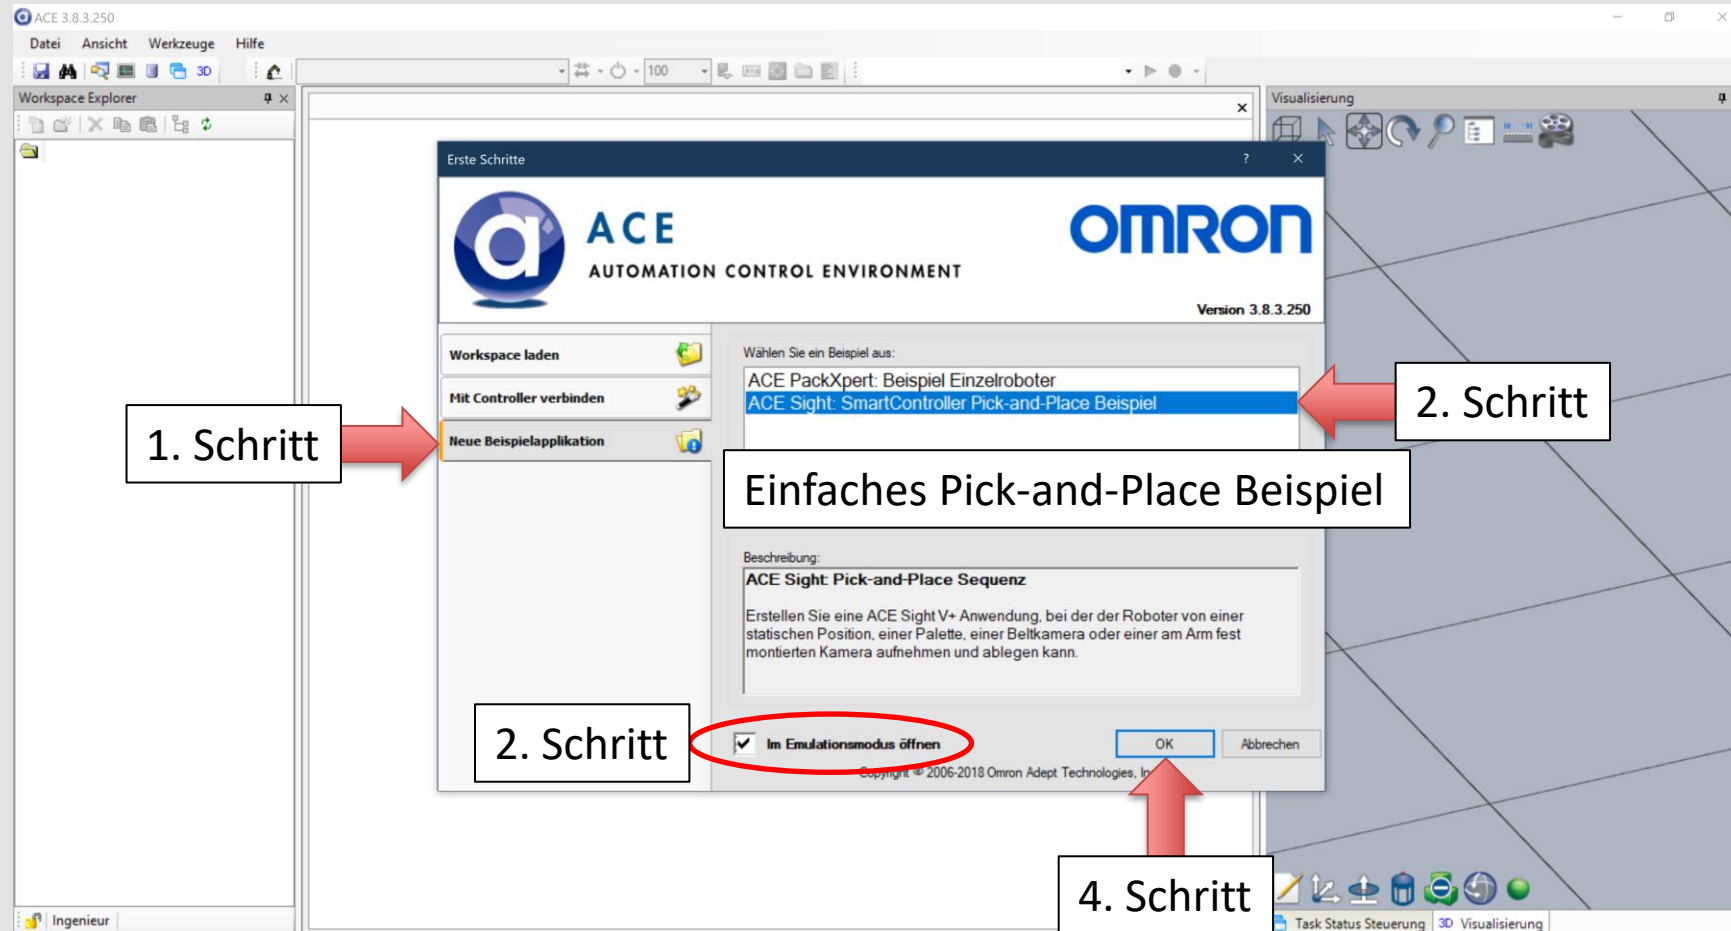 ACE 3.8.3.250
Datei Ansicht Werkzeuge Hilfe
3D
100
Workspace Explorer
Visualisierung
Erste Schritte
ACE
AUTOMATION CONTROL ENVIRONMENT
OMRON
Version 3.8.3.250
Workspace laden
Mit Controller verbinden
Neue Beispielapplikation
Wählen Sie ein Beispiel aus:
ACE PackXpert: Beispiel Einzelroboter
ACE Sight: SmartController Pick-and-Place Beispiel
1. Schritt
2. Schritt
Einfaches Pick-and-Place Beispiel
Beschreibung:
ACE Sight: Pick-and-Place Sequenz
Erstellen Sie eine ACE Sight V+ Anwendung, bei der der Roboter von einer
statischen Position, einer Palette, einer Beltkamera oder einer am Arm fest
montierten Kamera aufnehmen und ablegen kann.
2. Schritt
Im Emulationsmodus öffnen
OK
Abbrechen
Copyright © 2006-2018 Omron Adept Technologies,
4. Schritt
Ingenieur
Task Status Steuerung
3D Visualisierung